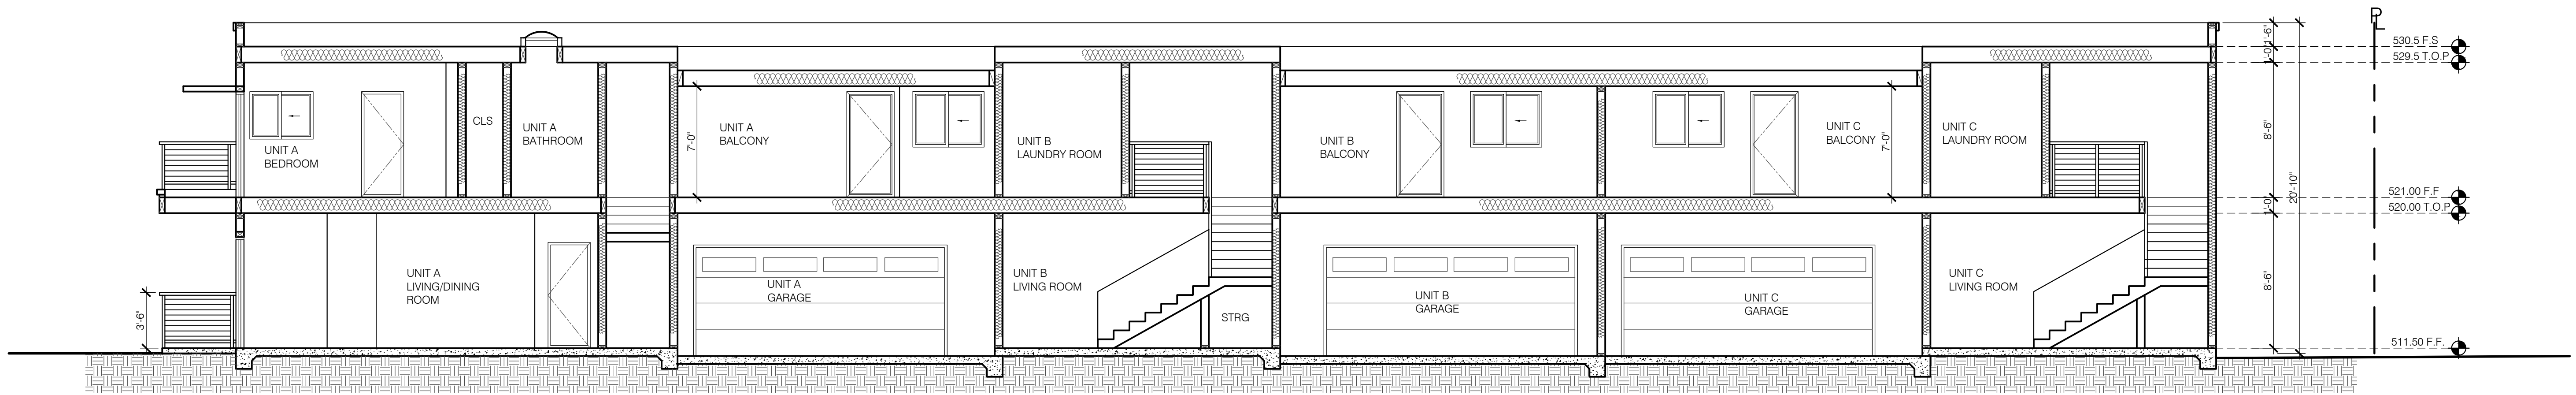 PL
1'-6"
530.5 F.S
1'-0"
529.5 T.O.P
CLS
UNIT A
BEDROOM
UNIT A
BATHROOM
7'-0"
UNIT A
BALCONY
UNIT B
LAUNDRY ROOM
UNIT B
BALCONY
UNIT C
BALCONY
7'-0"
UNIT C
LAUNDRY ROOM
8'-6"
20'-10"
521.00 F.F
1'-0"
520.00 T.O.P
3'-6"
UNIT A
LIVING/DINING
ROOM
UNIT A
GARAGE
UNIT B
LIVING ROOM
STRG
UNIT B
GARAGE
UNIT C
GARAGE
UNIT C
LIVING ROOM
8'-6"
511.50 F.F.